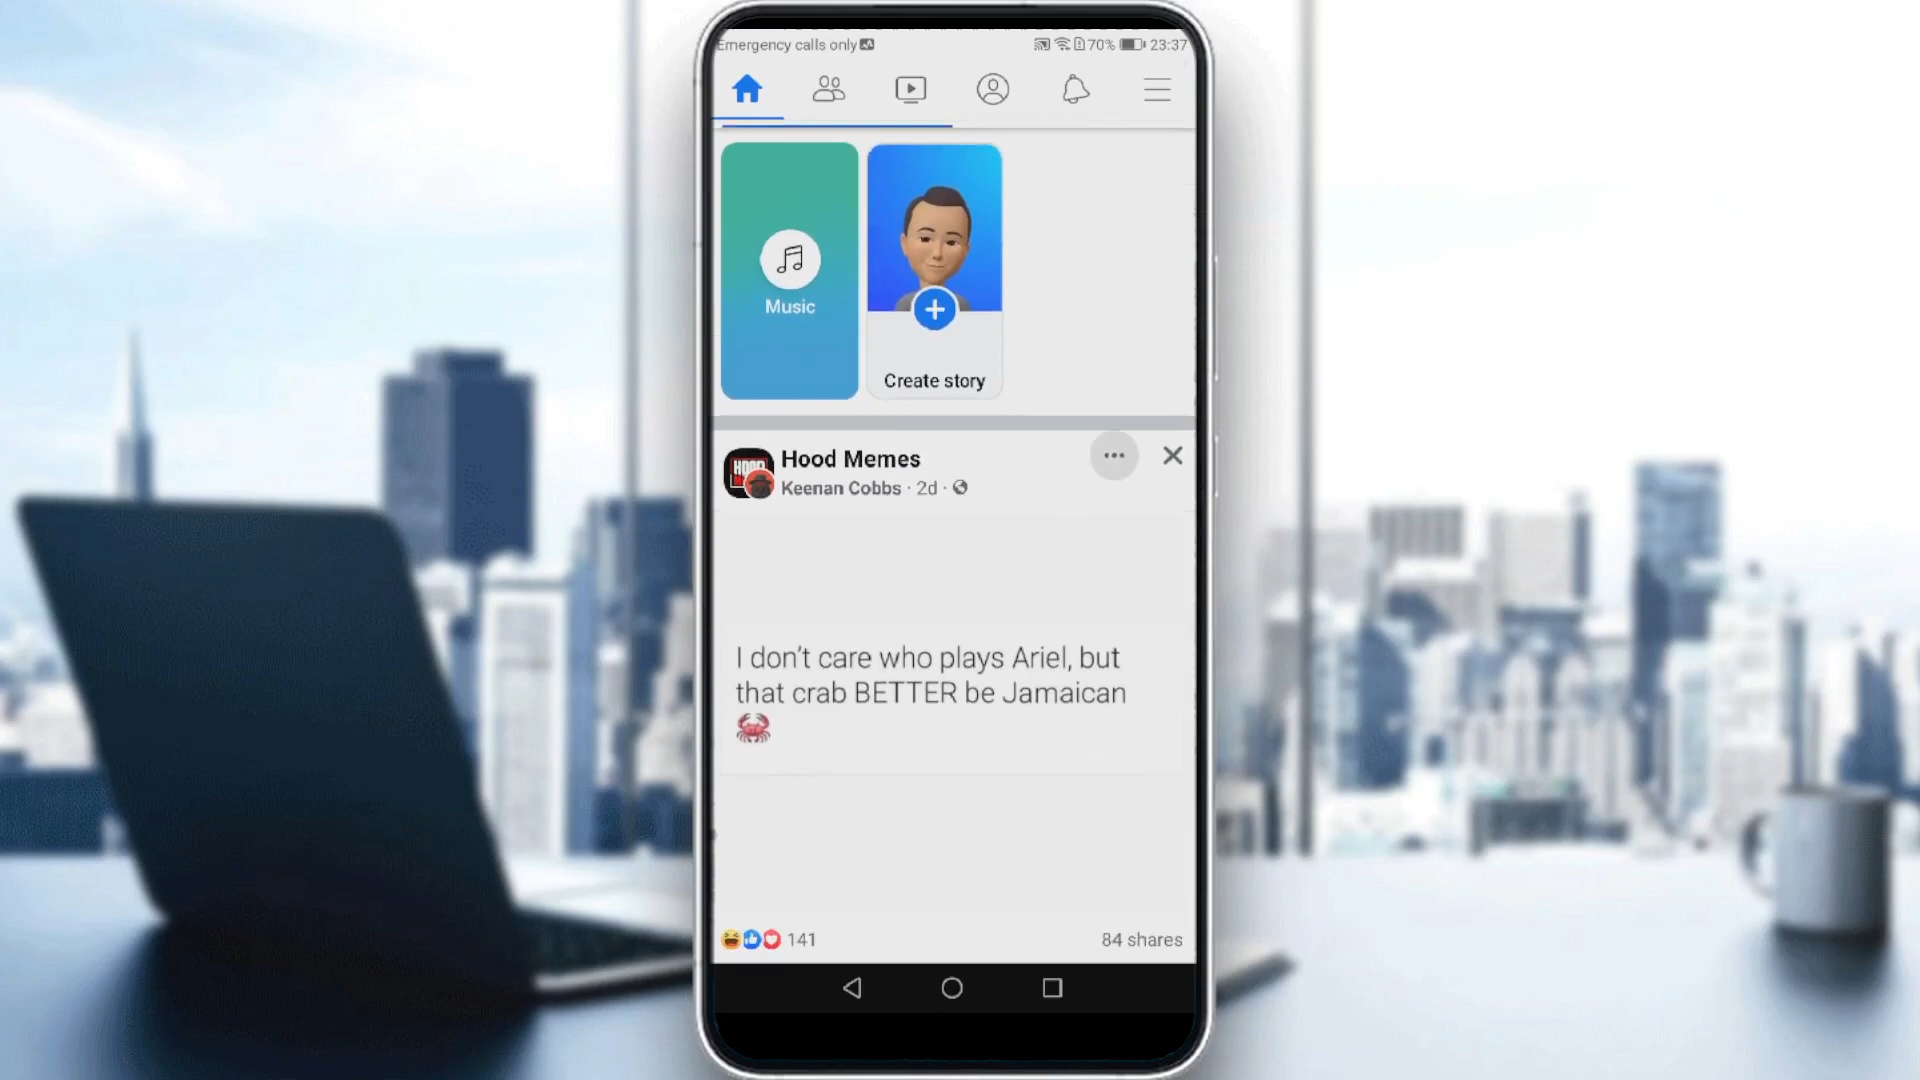 Emergency calls only
70% 23:37
Music
Create story
HOOD
Hood Memes
Keenan Cobbs · 2d ·
I don't care who plays Ariel, but
that crab BETTER be Jamaican
🦀
141
84 shares